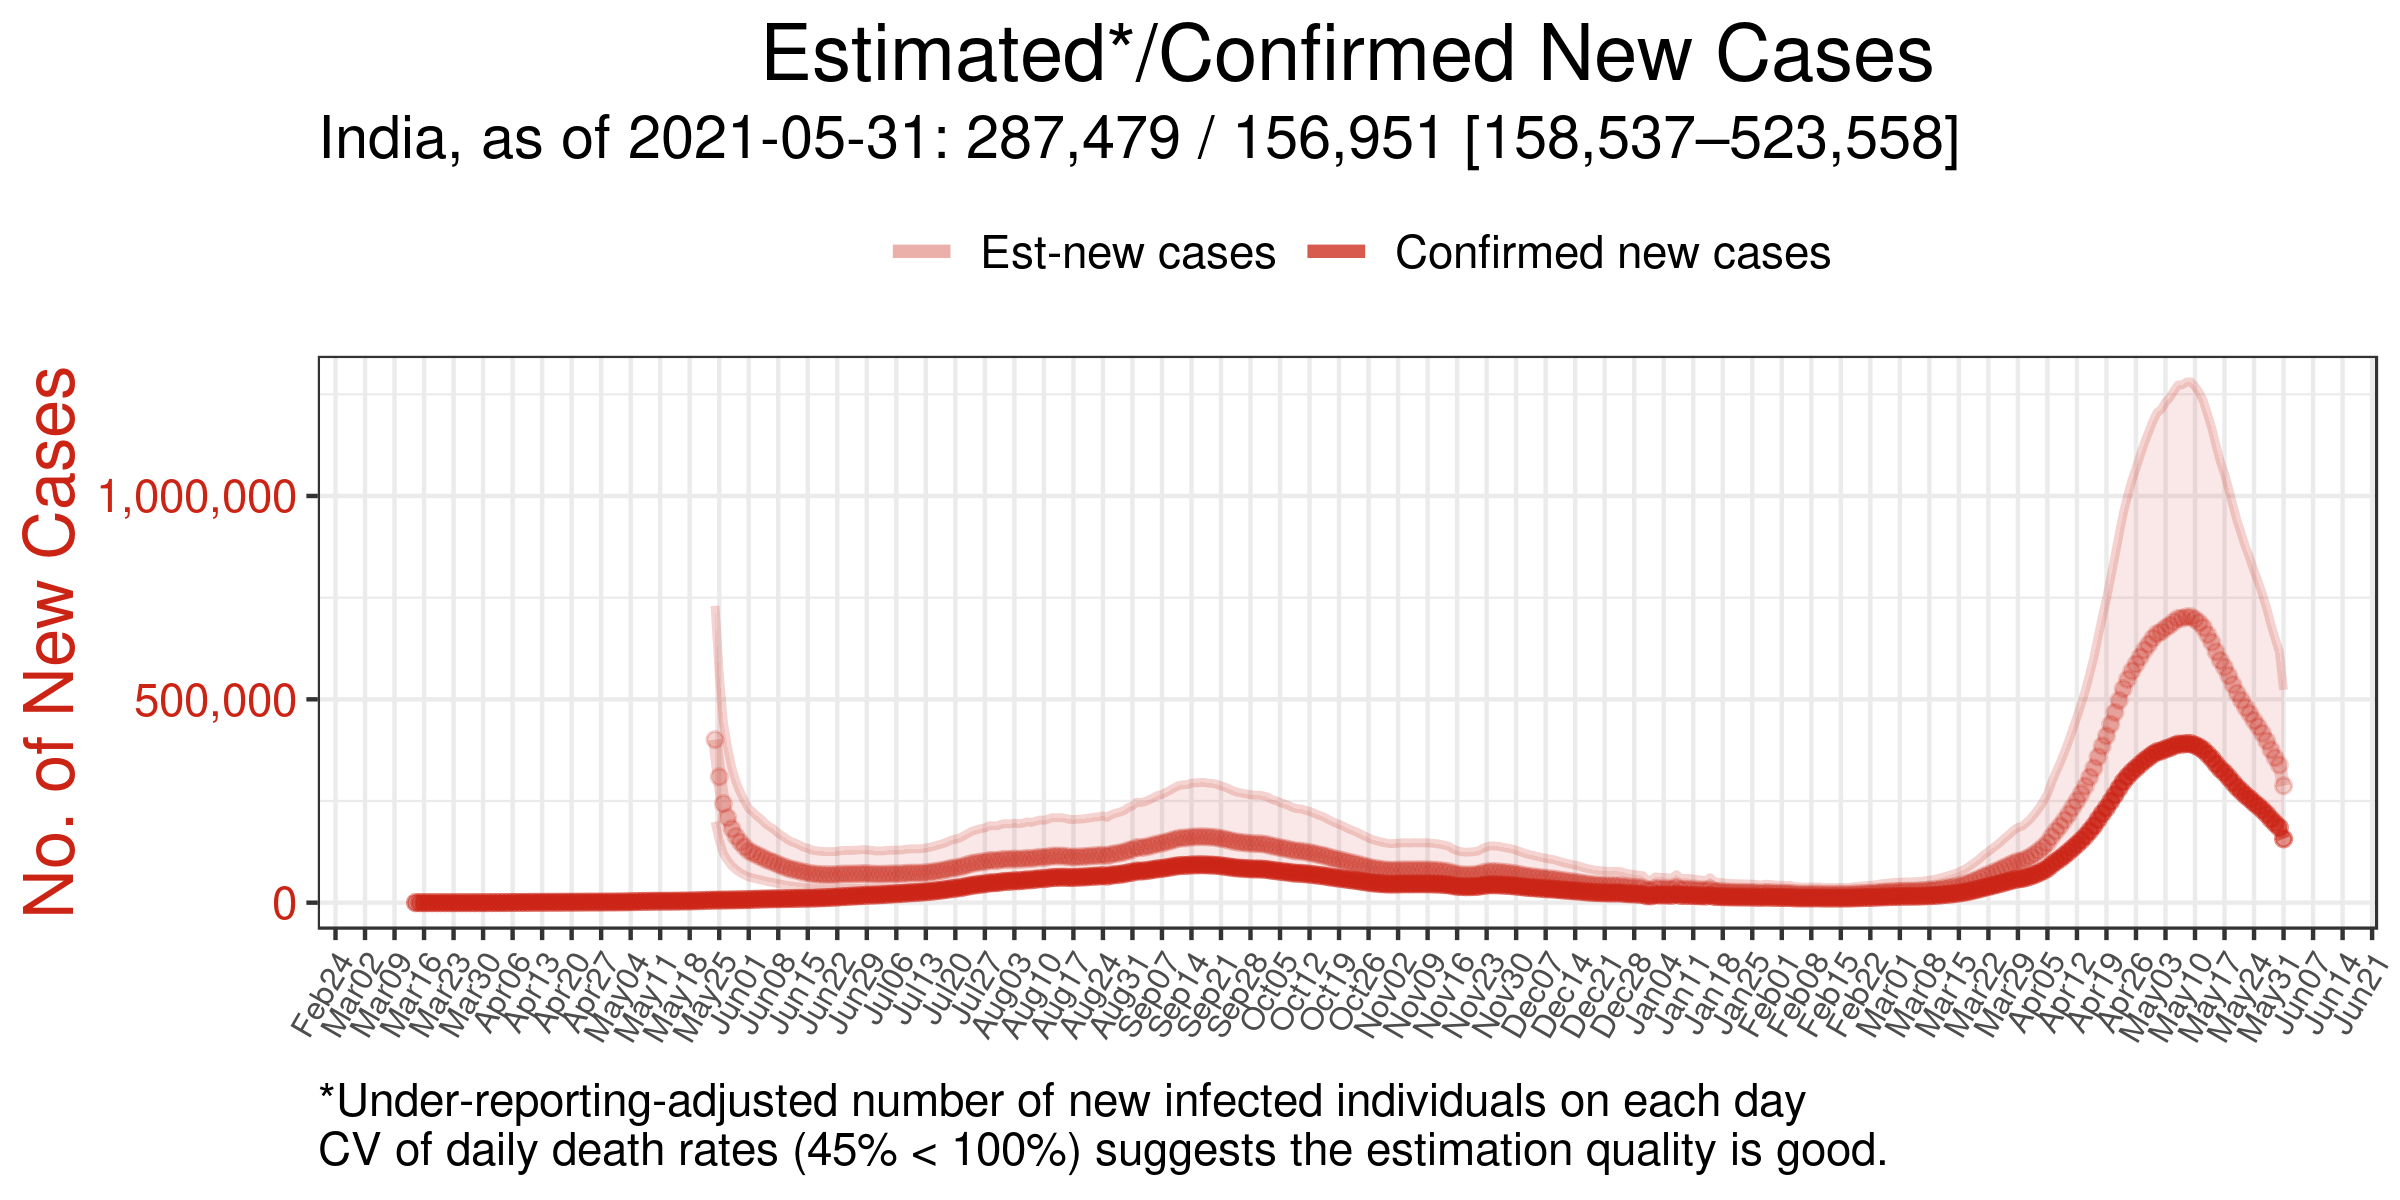 Estimated*/Confirmed New Cases
India, as of 2021-05-31: 287,479 / 156,951 [158,537–523,558]
Est-new cases Confirmed new cases
No. of New Cases
1,000,000
500,000
0
Feb24 Mar02 Mar09 Mar16 Mar23 Mar30 Apr06 Apr13 Apr20 Apr27 May04 May11 May18 May25 Jun01 Jun08 Jun15 Jun22 Jun29 Jul06 Jul13 Jul20 Jul27 Aug03 Aug10 Aug17 Aug24 Aug31 Sep07 Sep14 Sep21 Sep28 Oct05 Oct12 Oct19 Oct26 Nov02 Nov09 Nov16 Nov23 Nov30 Dec07 Dec14 Dec21 Dec28 Jan04 Jan11 Jan18 Jan25 Feb01 Feb08 Feb15 Feb22 Mar01 Mar08 Mar15 Mar22 Mar29 Apr05 Apr12 Apr19 Apr26 May03 May10 May17 May24 May31 Jun07 Jun14 Jun21
*Under-reporting-adjusted number of new infected individuals on each day
CV of daily death rates (45% < 100%) suggests the estimation quality is good.